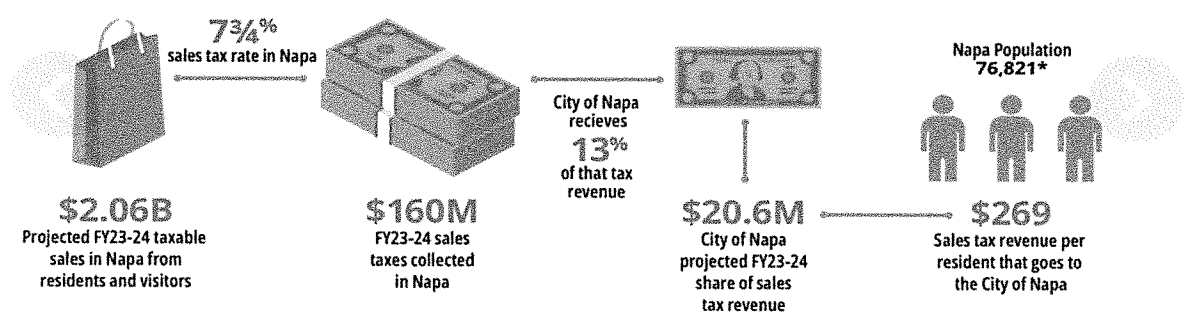 7¾%
sales tax rate in Napa
$2.06B
Projected FY23-24 taxable
sales in Napa from
residents and visitors
$160M
FY23-24 sales
taxes collected
in Napa
City of Napa
recieves
13%
of that tax
revenue
$20.6M
City of Napa
projected FY23-24
share of sales
tax revenue
Napa Population
76,821*
$269
Sales tax revenue per
resident that goes to
the City of Napa